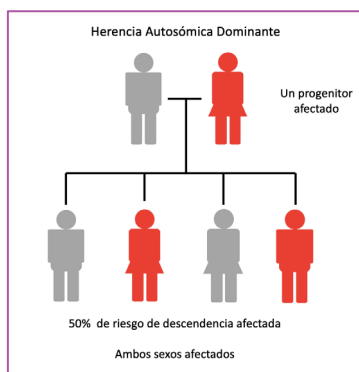 Herencia Autosómica Dominante
Un progenitor
afectado
50% de riesgo de descendencia afectada
Ambos sexos afectados